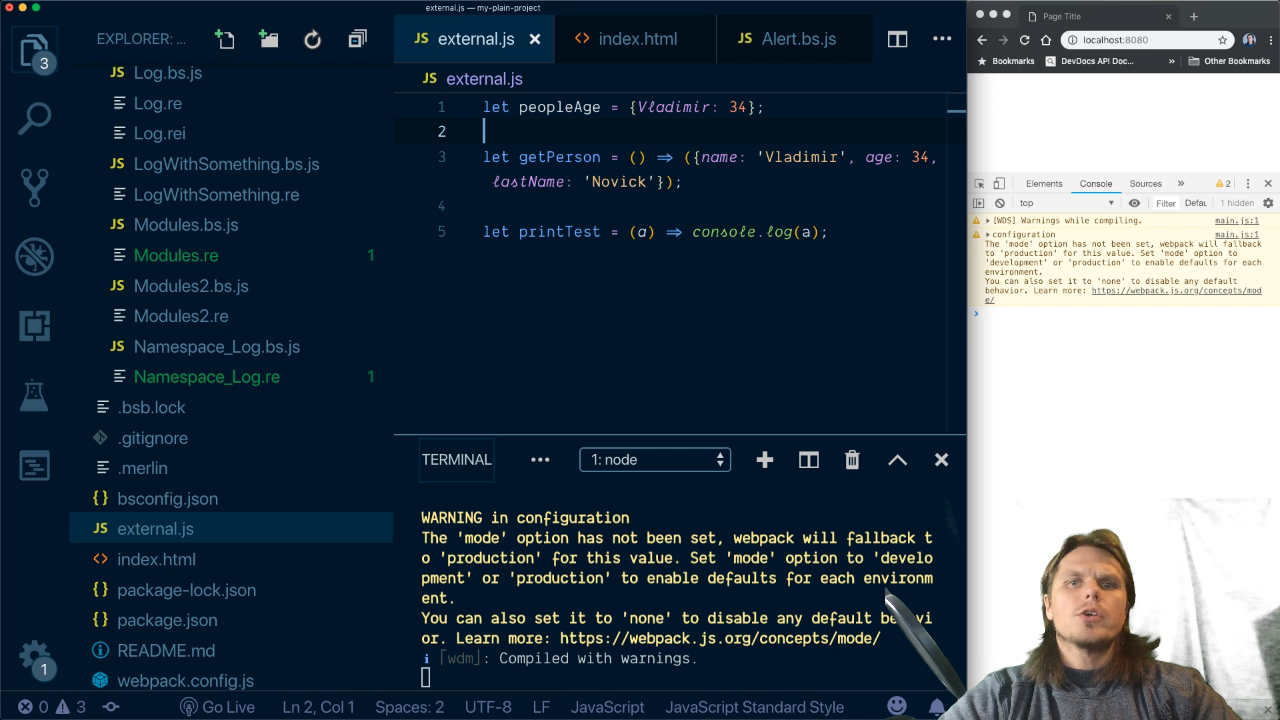 external.js — my-plain-project
EXPLORER: ...
3
Log.bs.js
Log.re
Log.rei
LogWithSomething.bs.js
LogWithSomething.re
Modules.bs.js
Modules.re 1
Modules2.bs.js
Modules2.re
Namespace_Log.bs.js
Namespace_Log.re 1
.bsb.lock
.gitignore
.merlin
bsconfig.json
external.js
index.html
package-lock.json
package.json
README.md
webpack.config.js
1
JS external.js
<> index.html
JS Alert.bs.js
JS external.js
1 let peopleAge = {Vladimir: 34};
2
3 let getPerson = () => ({name: 'Vladimir', age: 34,
lastName: 'Novick'});
4
5 let printTest = (a) => console.log(a);
TERMINAL
1: node
WARNING in configuration
The 'mode' option has not been set, webpack will fallback t
o 'production' for this value. Set 'mode' option to 'develo
pment' or 'production' to enable defaults for each environm
ent.
You can also set it to 'none' to disable any default behavi
or. Learn more: https://webpack.js.org/concepts/mode/
i ｢wdm｣: Compiled with warnings.
0 3
Go Live
Ln 2, Col 1
Spaces: 2
UTF-8
LF
JavaScript
JavaScript Standard Style
Page Title
localhost:8080
Bookmarks
DevDocs API Doc...
»
Other Bookmarks
Elements
Console
Sources
»
2
top
Filter
Defau
1 hidden
[WDS] Warnings while compiling. main.js:1
configuration main.js:1
The 'mode' option has not been set, webpack will fallback
to 'production' for this value. Set 'mode' option to
'development' or 'production' to enable defaults for each
environment.
You can also set it to 'none' to disable any default
behavior. Learn more: https://webpack.js.org/concepts/mod
e/